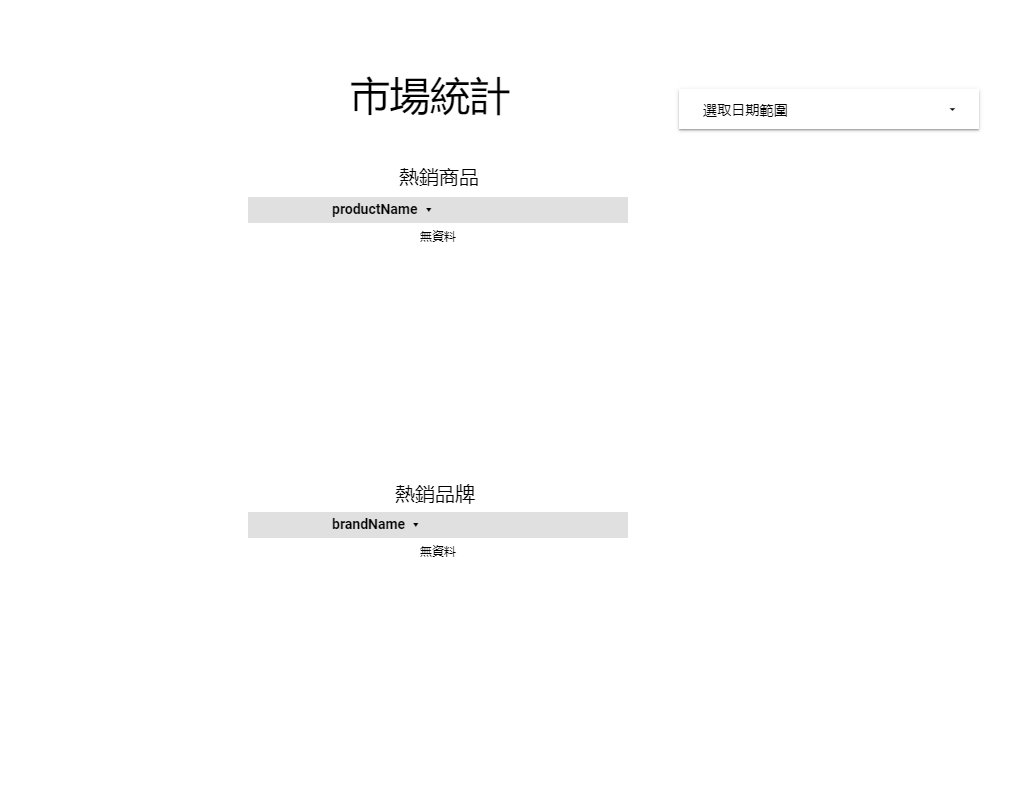 市場統計
選取日期範圍
熱銷商品
productName
無資料
熱銷品牌
brandName
無資料